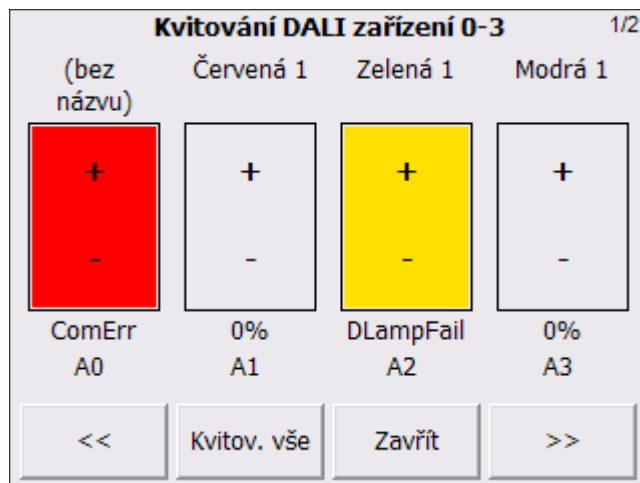 Kvitování DALI zařízení 0-3 1/2
(bez názvu) Červená 1 Zelená 1 Modrá 1
+ + + +
- - - -
ComErr 0% DLampFail 0%
A0 A1 A2 A3
<< Kvitov. vše Zavřít >>